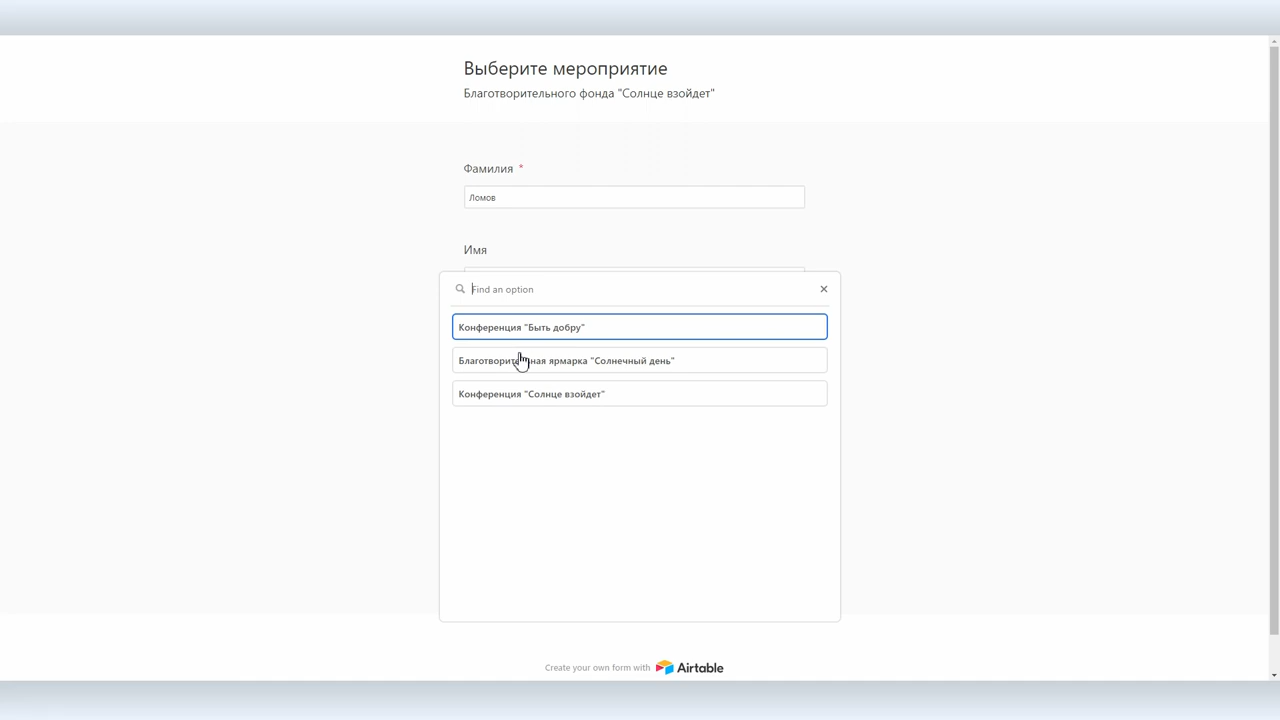 Выберите мероприятие
Благотворительного фонда "Солнце взойдет"
Фамилия *
Ломов
Имя
Find an option
Конференция "Быть добру"
Благотворительная ярмарка "Солнечный день"
Конференция "Солнце взойдет"
Create your own form with Airtable